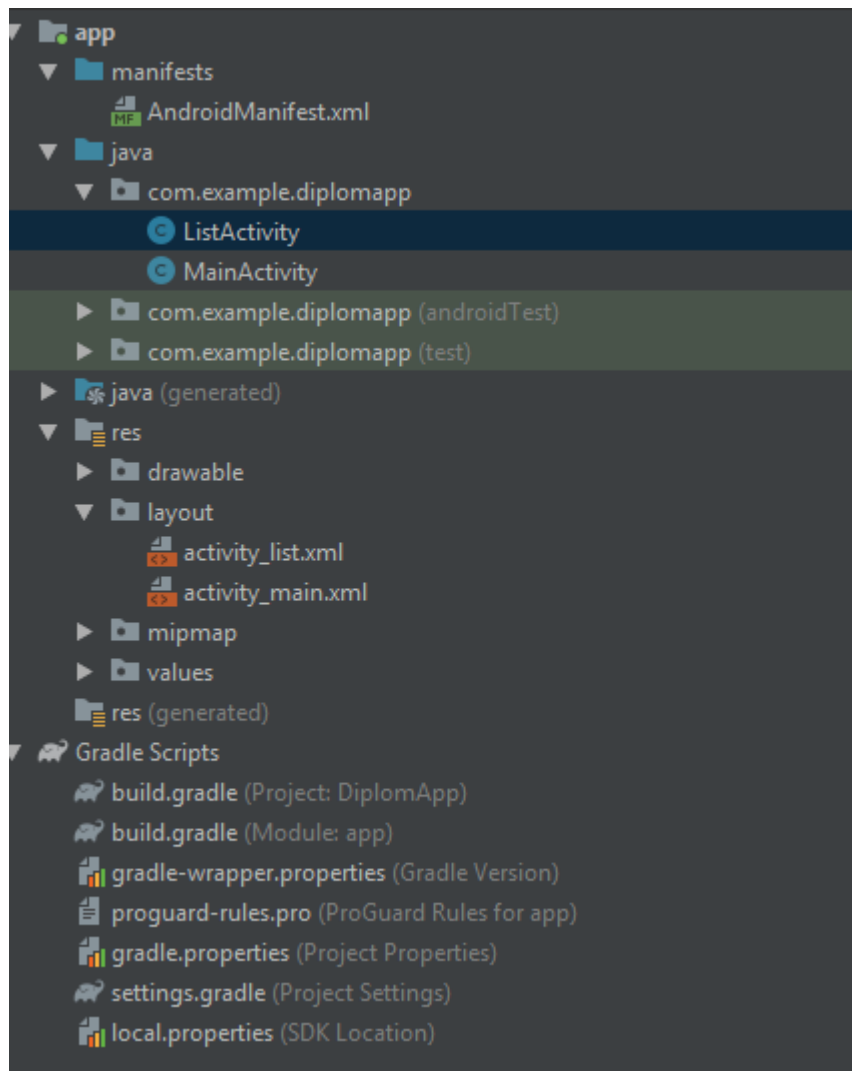 app
manifests
MF AndroidManifest.xml
java
com.example.diplomapp
C ListActivity
C MainActivity
com.example.diplomapp (androidTest)
com.example.diplomapp (test)
java (generated)
res
drawable
layout
<> activity_list.xml
<> activity_main.xml
mipmap
values
res (generated)
Gradle Scripts
build.gradle (Project: DiplomApp)
build.gradle (Module: app)
gradle-wrapper.properties (Gradle Version)
proguard-rules.pro (ProGuard Rules for app)
gradle.properties (Project Properties)
settings.gradle (Project Settings)
local.properties (SDK Location)